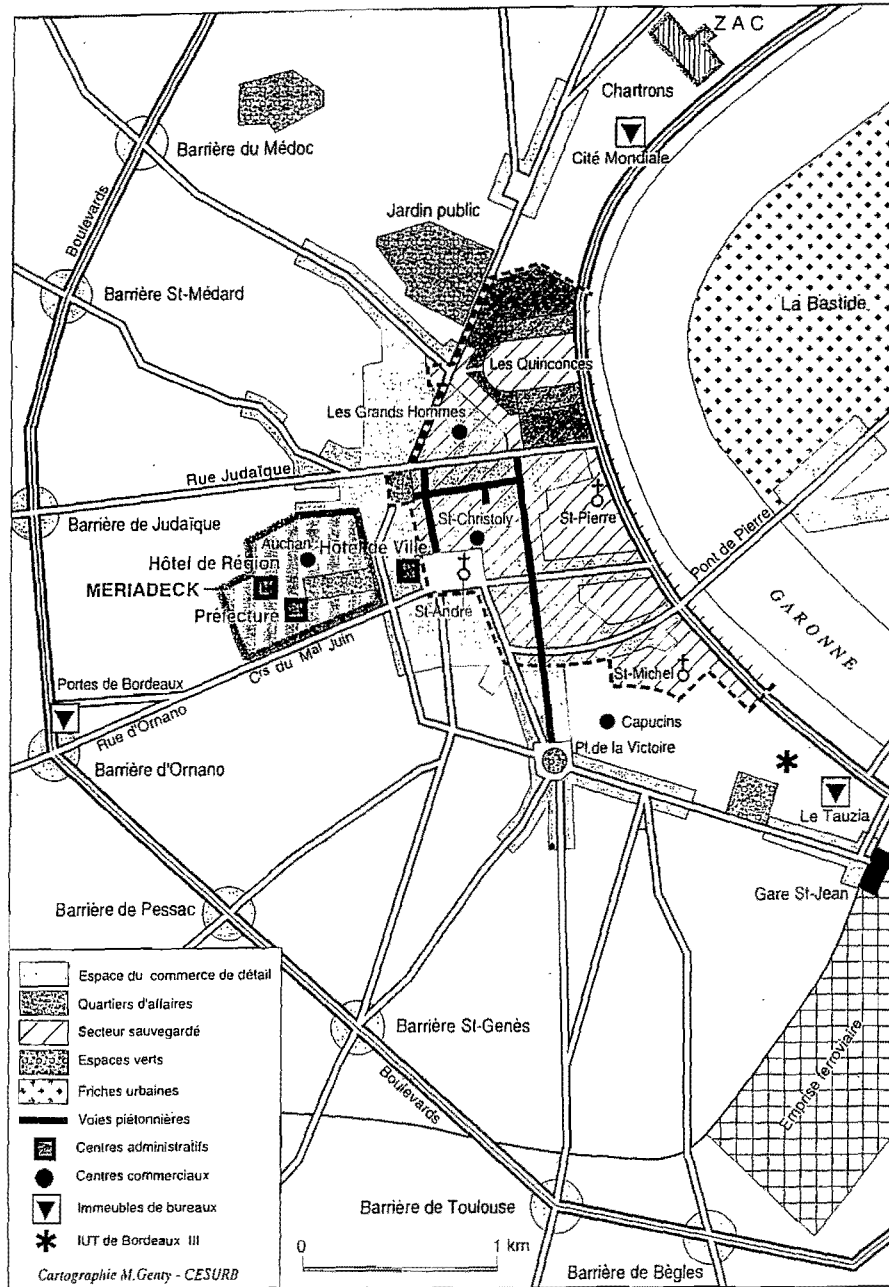 ZAC
Chartrons
Cité Mondiale
Barrière du Médoc
Boulevards
Jardin public
Barrière St-Médard
La Bastide
Les Quinconces
Les Grands Hommes
Rue Judaïque
Barrière de Judaïque
St-Christoly
St-Pierre
Pont de Pierre
Auchan
Hôtel de Ville
Hôtel de Région
MERIADECK
Préfecture
St-André
Crs du Mal Juin
GARONNE
St-Michel
Portes de Bordeaux
Rue d'Ornano
Capucins
Pl. de la Victoire
Barrière d'Ornano
Le Tauzia
Gare St-Jean
Barrière de Pessac
Barrière St-Genès
Boulevards
Emprise ferroviaire
Barrière de Toulouse
Barrière de Bègles
Espace du commerce de détail
Quartiers d'affaires
Secteur sauvegardé
Espaces verts
Friches urbaines
Voies piétonnières
Centres administratifs
Centres commerciaux
Immeubles de bureaux
IUT de Bordeaux III
0 1 km
Cartographie M.Genty - CESURB